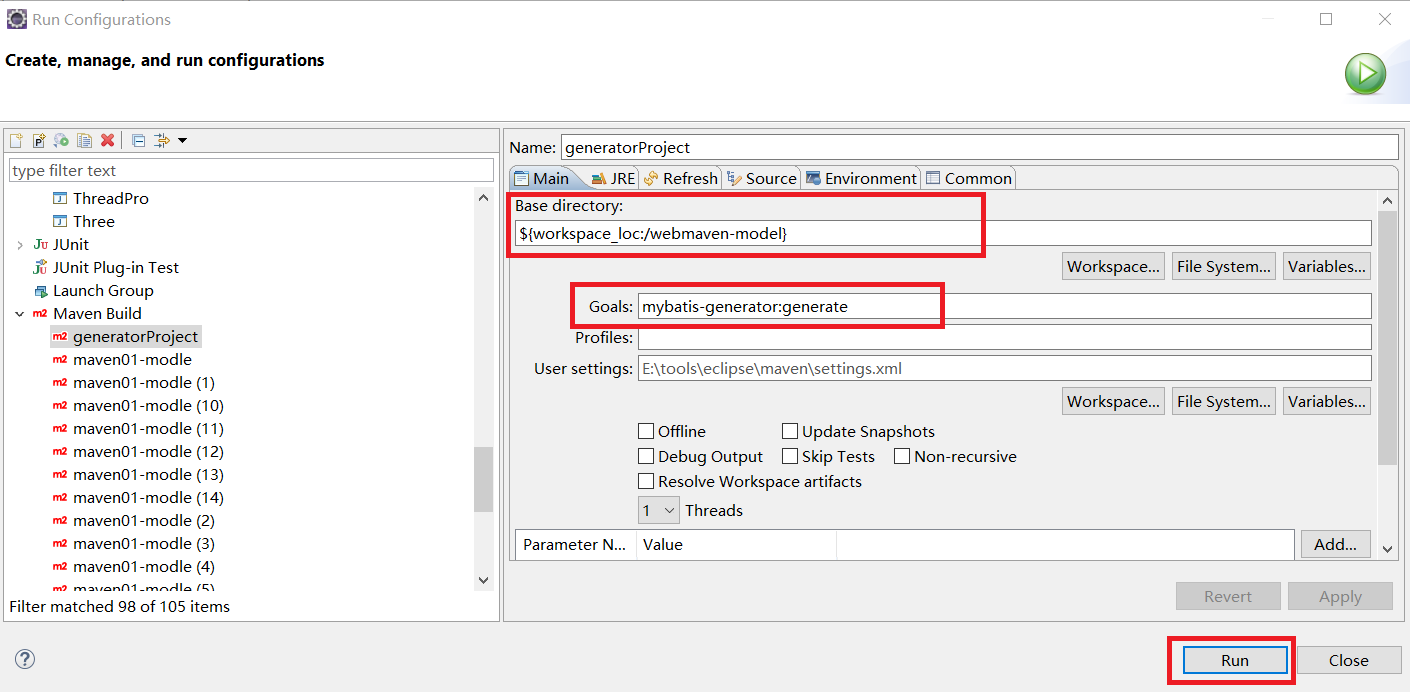 Run Configurations
Create, manage, and run configurations
type filter text
ThreadPro
Three
JUnit
JUnit Plug-in Test
Launch Group
Maven Build
generatorProject
maven01-modle
maven01-modle (1)
maven01-modle (10)
maven01-modle (11)
maven01-modle (12)
maven01-modle (13)
maven01-modle (14)
maven01-modle (2)
maven01-modle (3)
maven01-modle (4)
maven01-modle (5)
Filter matched 98 of 105 items
Name: generatorProject
Main JRE Refresh Source Environment Common
Base directory:
${workspace_loc:/webmaven-model}
Workspace... File System... Variables...
Goals: mybatis-generator:generate
Profiles:
User settings: E:\tools\eclipse\maven\settings.xml
Workspace... File System... Variables...
Offline Update Snapshots
Debug Output Skip Tests Non-recursive
Resolve Workspace artifacts
1 Threads
Parameter N... Value Add...
Revert Apply
Run Close